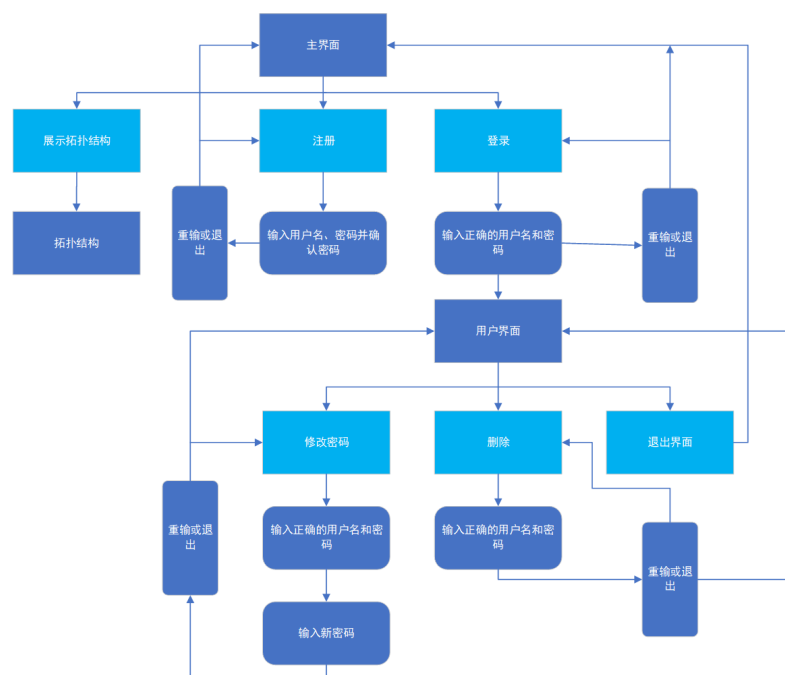 主界面
展示拓扑结构
注册
登录
拓扑结构
重输或退
出
输入用户名、密码并确
认密码
输入正确的用户名和密
码
重输或退
出
用户界面
修改密码
删除
退出界面
重输或退
出
输入正确的用户名和密
码
输入正确的用户名和密
码
重输或退
出
输入新密码